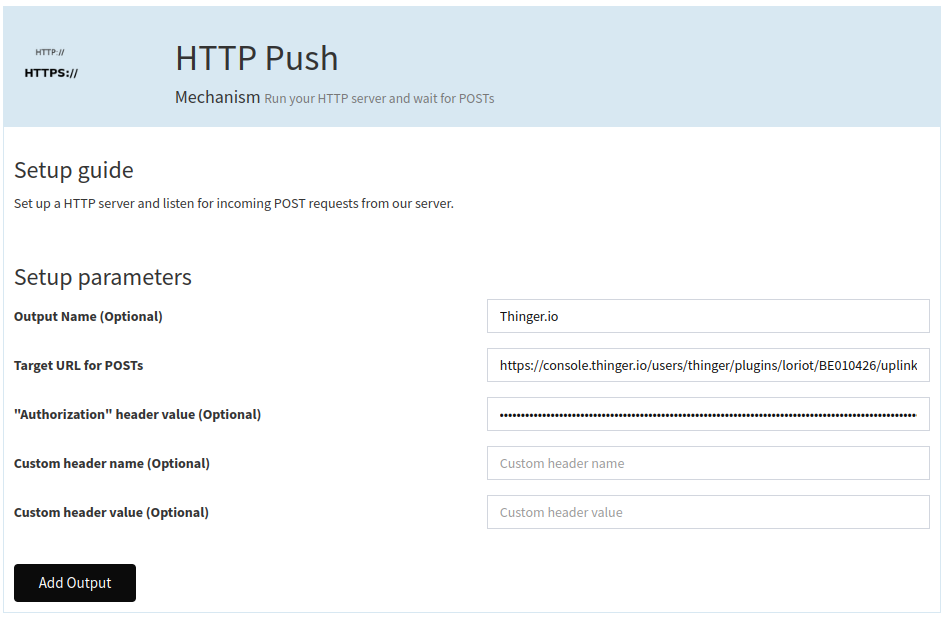 HTTP://
HTTPS://
HTTP Push
Mechanism Run your HTTP server and wait for POSTs
Setup guide
Set up a HTTP server and listen for incoming POST requests from our server.
Setup parameters
Output Name (Optional)
Thinger.io
Target URL for POSTs
https://console.thinger.io/users/thinger/plugins/loriot/BE010426/uplink
"Authorization" header value (Optional)
Custom header name (Optional)
Custom header name
Custom header value (Optional)
Custom header value
Add Output